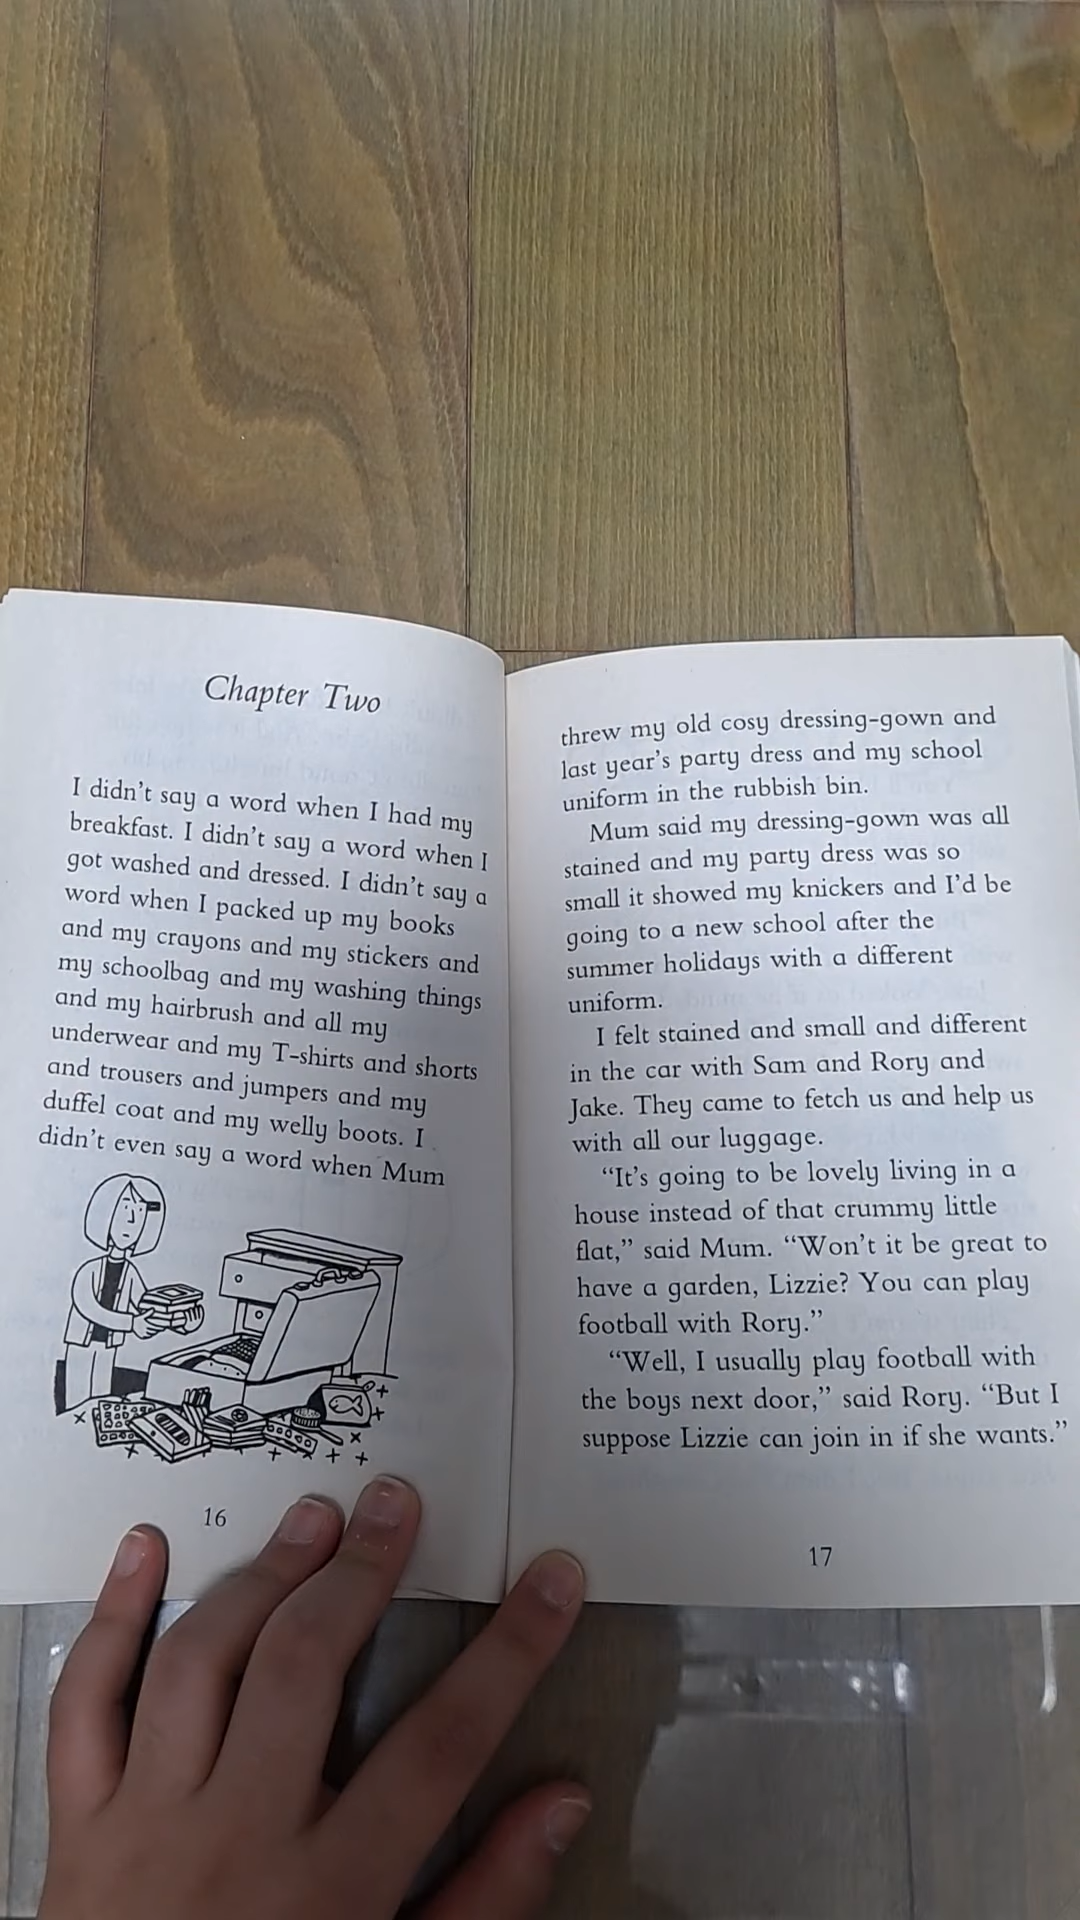 Chapter Two
I didn't say a word when I had my
breakfast. I didn't say a word when I
got washed and dressed. I didn't say a
word when I packed up my books
and my crayons and my stickers and
my schoolbag and my washing things
and my hairbrush and all my
underwear and my T-shirts and shorts
and trousers and jumpers and my
duffel coat and my welly boots. I
didn't even say a word when Mum
16
threw my old cosy dressing-gown and
last year's party dress and my school
uniform in the rubbish bin.
Mum said my dressing-gown was all
stained and my party dress was so
small it showed my knickers and I'd be
going to a new school after the
summer holidays with a different
uniform.
I felt stained and small and different
in the car with Sam and Rory and
Jake. They came to fetch us and help us
with all our luggage.
"It's going to be lovely living in a
house instead of that crummy little
flat," said Mum. "Won't it be great to
have a garden, Lizzie? You can play
football with Rory."
"Well, I usually play football with
the boys next door," said Rory. "But I
suppose Lizzie can join in if she wants."
17